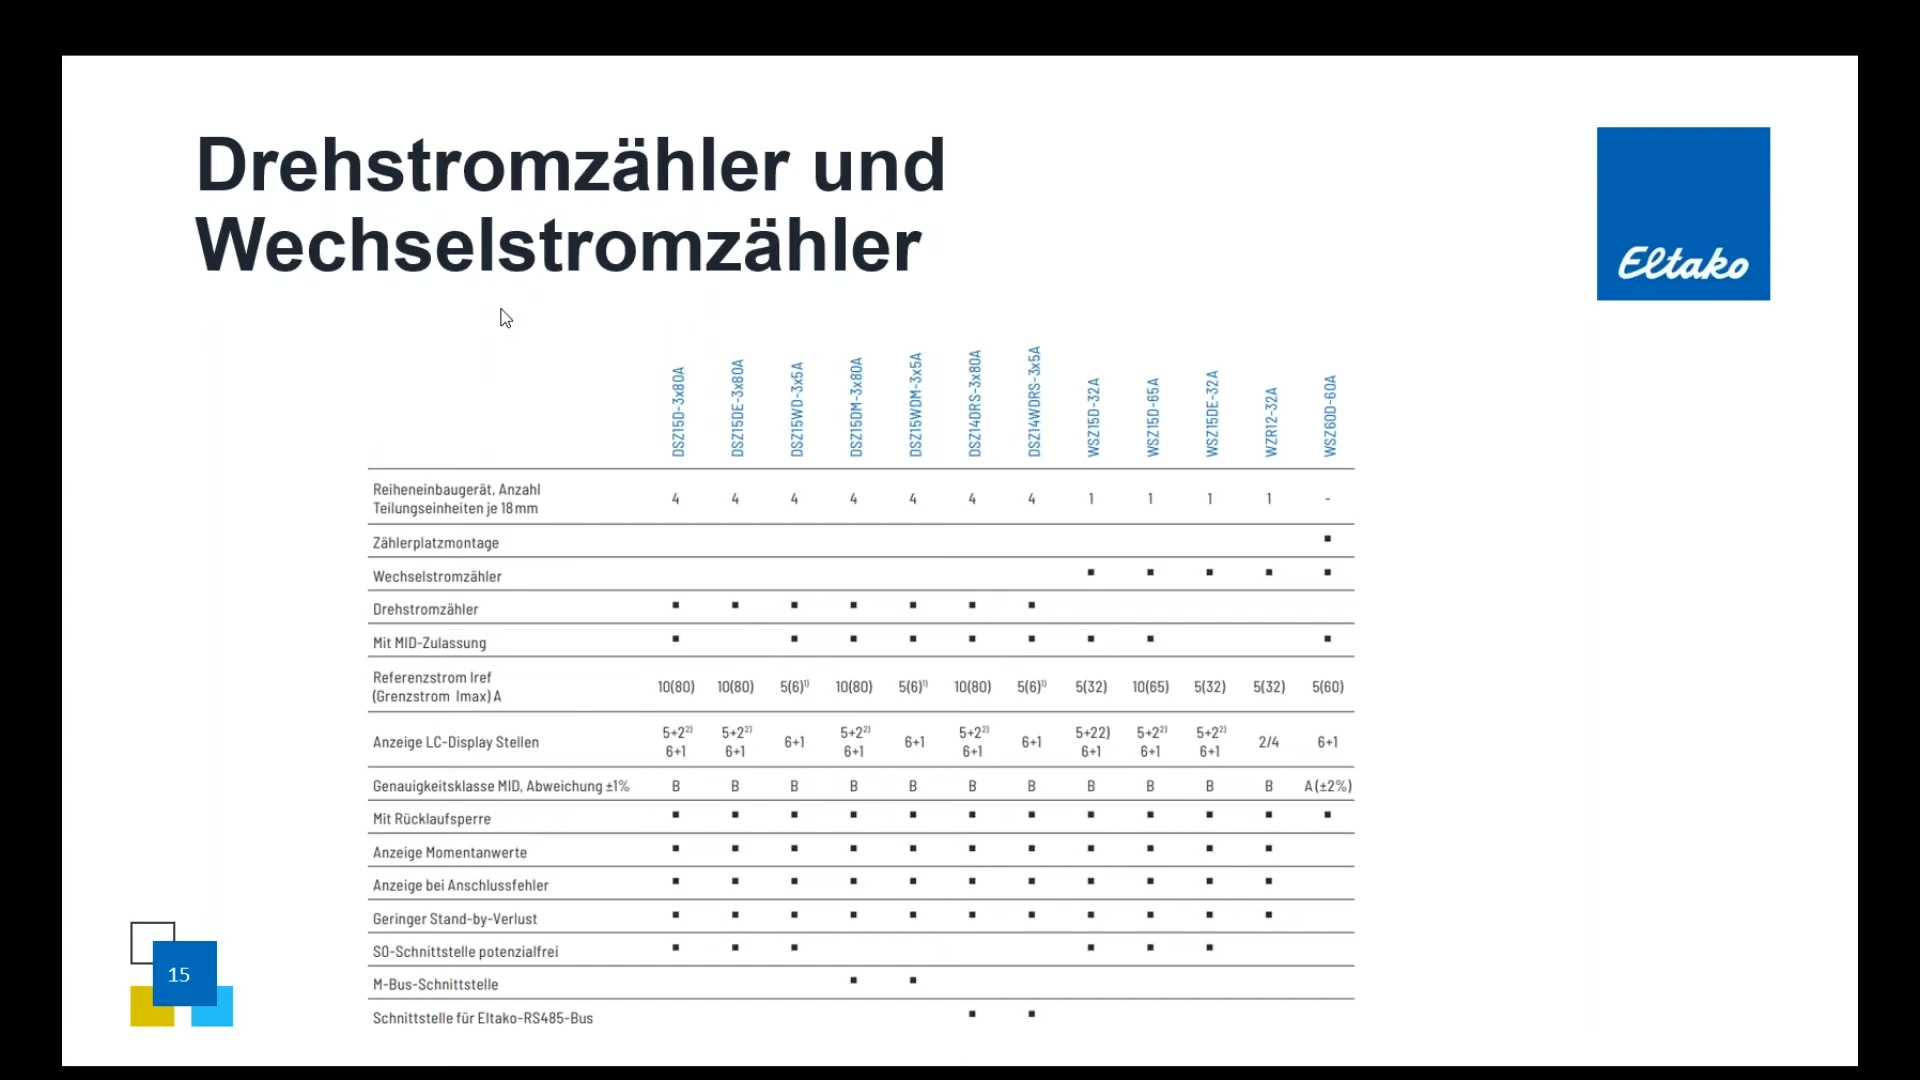 Drehstromzähler und
Wechselstromzähler
Eltako
DSZ15D-3x80A DSZ15DE-3x80A DSZ15WD-3x5A DSZ15DM-3x80A DSZ15WDM-3x5A DSZ14DRS-3x80A DSZ14WDRS-3x5A WSZ15D-32A WSZ15D-65A WSZ15DE-32A WZR12-32A WSZ60D-60A
Reiheneinbaugerät, Anzahl
Teilungseinheiten je 18 mm 4 4 4 4 4 4 4 1 1 1 1 -
Zählerplatzmontage ▪
Wechselstromzähler ▪ ▪ ▪ ▪ ▪
Drehstromzähler ▪ ▪ ▪ ▪ ▪ ▪ ▪
Mit MID-Zulassung ▪ ▪ ▪ ▪ ▪ ▪ ▪ ▪ ▪
Referenzstrom Iref
(Grenzstrom Imax) A 10(80) 10(80) 5(6)¹⁾ 10(80) 5(6)¹⁾ 10(80) 5(6)¹⁾ 5(32) 10(65) 5(32) 5(32) 5(60)
5+2²⁾ 5+2²⁾ 5+2²⁾ 5+2²⁾ 5+22) 5+2²⁾ 5+2²⁾
Anzeige LC-Display Stellen 6+1 6+1 6+1 2/4 6+1
6+1 6+1 6+1 6+1 6+1 6+1 6+1
Genauigkeitsklasse MID, Abweichung ±1% B B B B B B B B B B B A (±2%)
Mit Rücklaufsperre ▪ ▪ ▪ ▪ ▪ ▪ ▪ ▪ ▪ ▪ ▪ ▪
Anzeige Momentanwerte ▪ ▪ ▪ ▪ ▪ ▪ ▪ ▪ ▪ ▪ ▪
Anzeige bei Anschlussfehler ▪ ▪ ▪ ▪ ▪ ▪ ▪ ▪ ▪ ▪ ▪
Geringer Stand-by-Verlust ▪ ▪ ▪ ▪ ▪ ▪ ▪ ▪ ▪ ▪ ▪
S0-Schnittstelle potenzialfrei ▪ ▪ ▪ ▪ ▪ ▪
M-Bus-Schnittstelle ▪ ▪
Schnittstelle für Eltako-RS485-Bus ▪ ▪
15